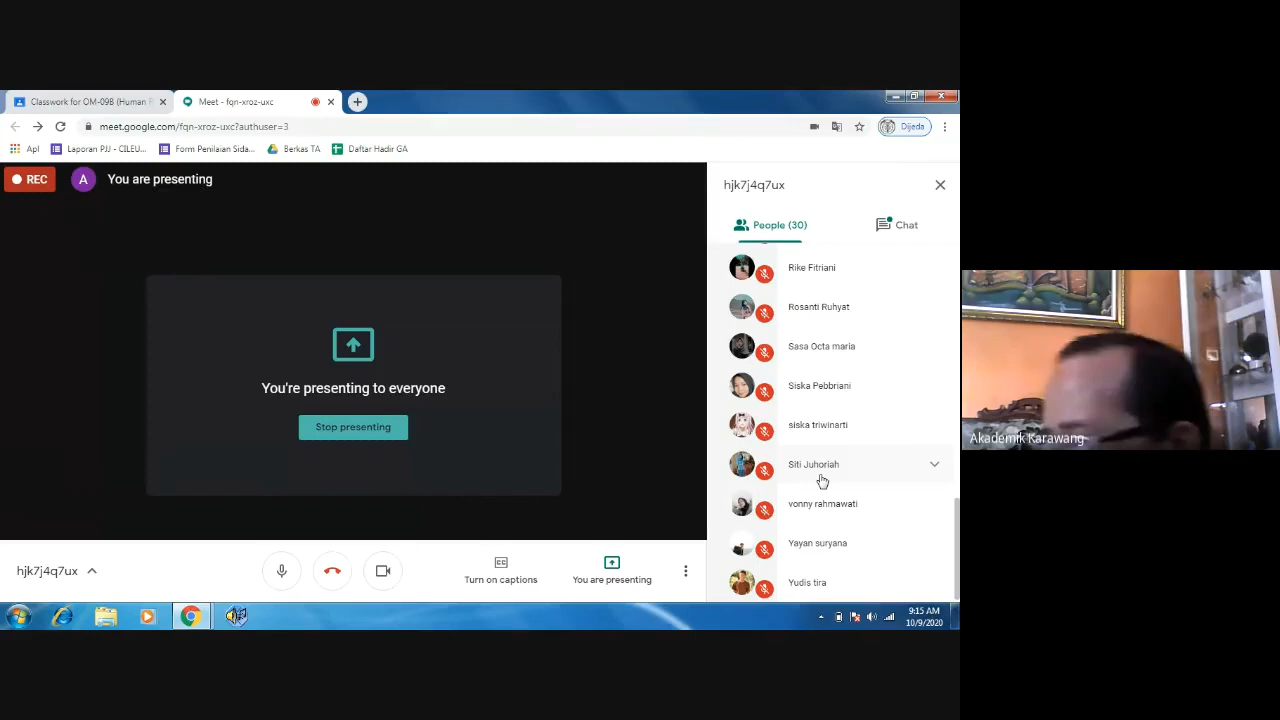 Classwork for OM-09B (Human R
Meet - fqn-xroz-uxc
meet.google.com/fqn-xroz-uxc?authuser=3
Dijeda
Apl
Laporan PJJ - CILEU...
Form Penilaian Sida...
Berkas TA
Daftar Hadir GA
REC
A
You are presenting
hjk7j4q7ux
People (30)
Chat
Rike Fitriani
Rosanti Ruhyat
Sasa Octa maria
Siska Pebbriani
siska triwinarti
Siti Juhoriah
vonny rahmawati
Yayan suryana
Yudis tira
You're presenting to everyone
Stop presenting
hjk7j4q7ux
CC
Turn on captions
You are presenting
9:15 AM
10/9/2020
Akademik Karawang